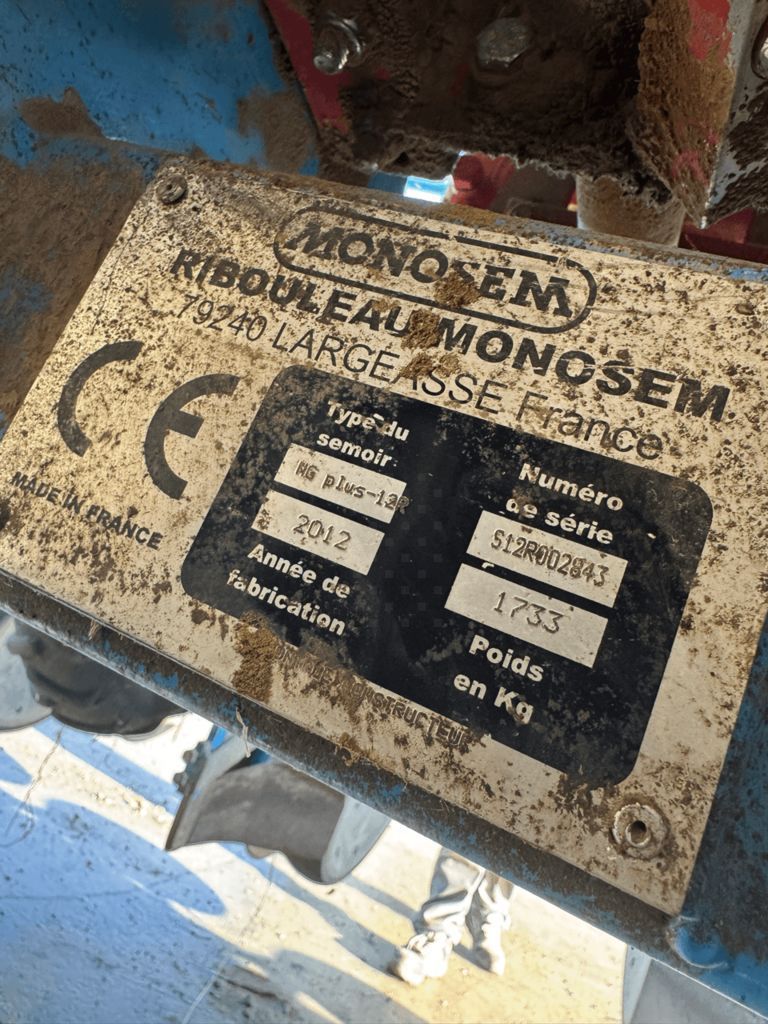 MONOSEM
RIBOULEAU MONOSEM
79240 LARGEASSE France
CE
MADE IN FRANCE
Type du
semoir:
NG plus-12R
2012
Année de
fabrication
Numéro
de série
S12R002843
1733
Poids
en Kg
CONSTRUCTEUR